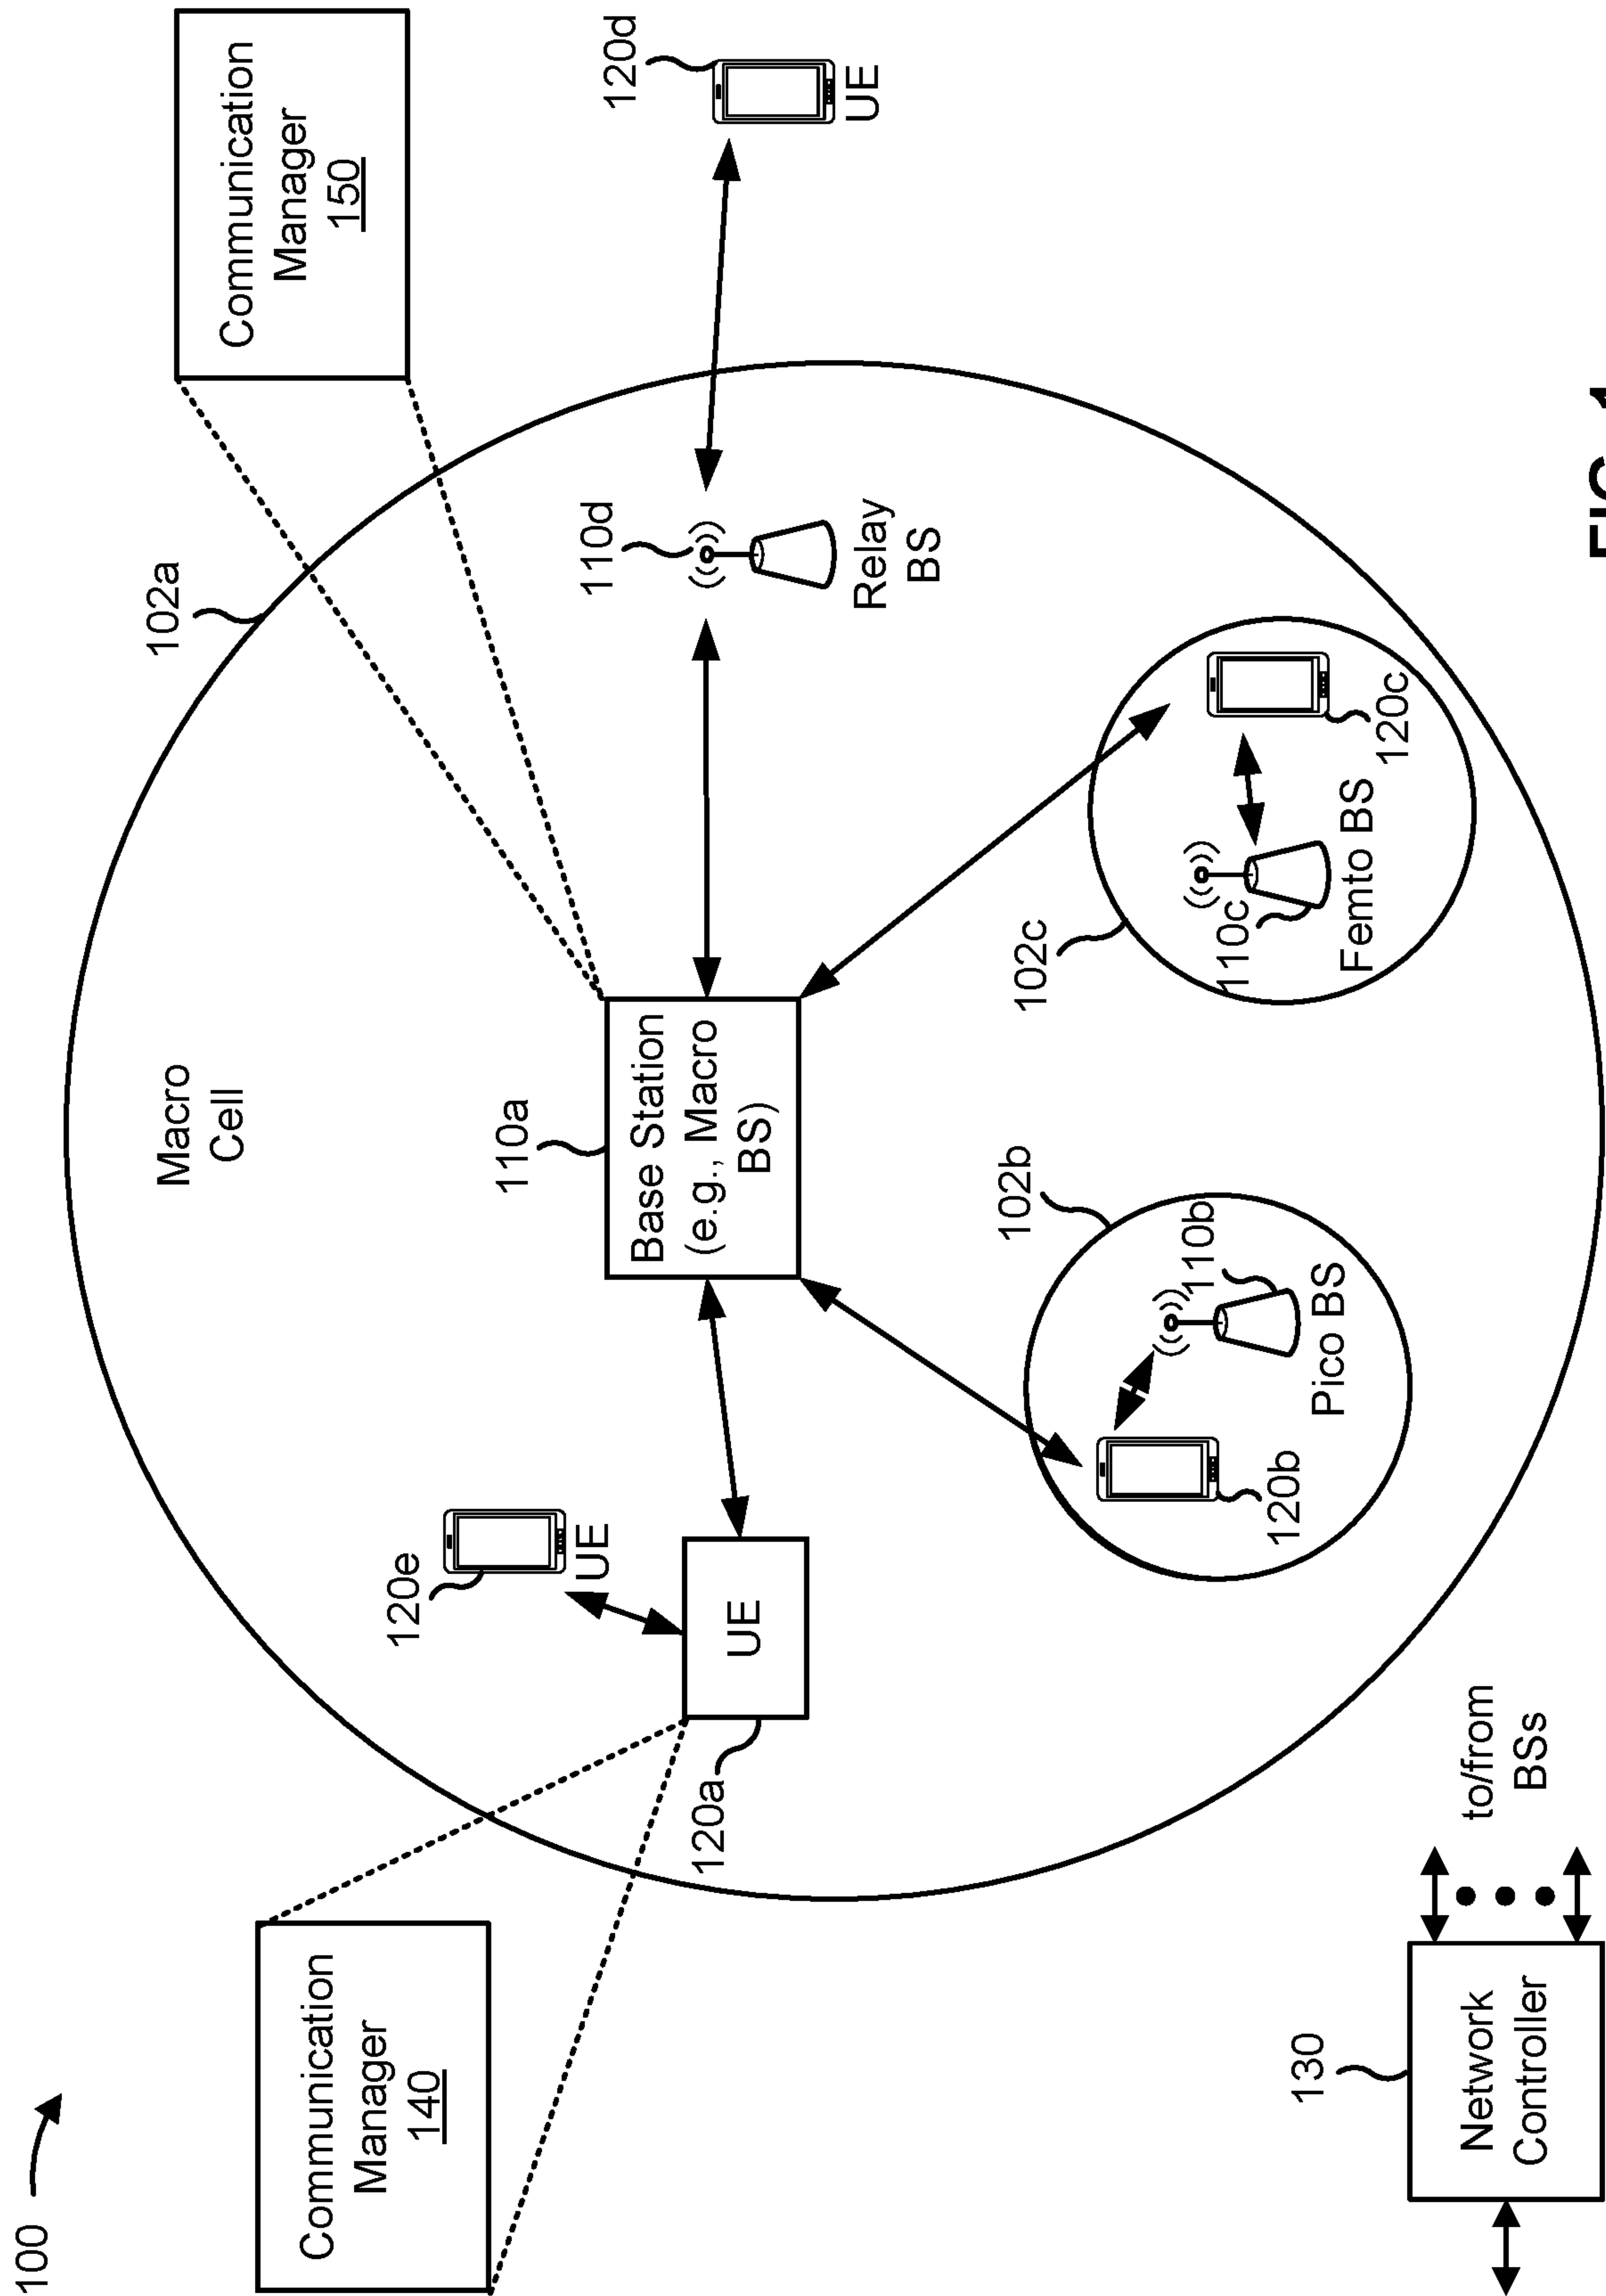 100
Communication
Manager
140
Communication
Manager
150
102a
Macro
Cell
120e
UE
110a
Base Station
(e.g., Macro
BS)
110d
Relay
BS
120d
UE
UE
120a
102b
110b
Pico BS
120b
102c
110c
Femto BS
120c
130
Network
Controller
to/from
BSs